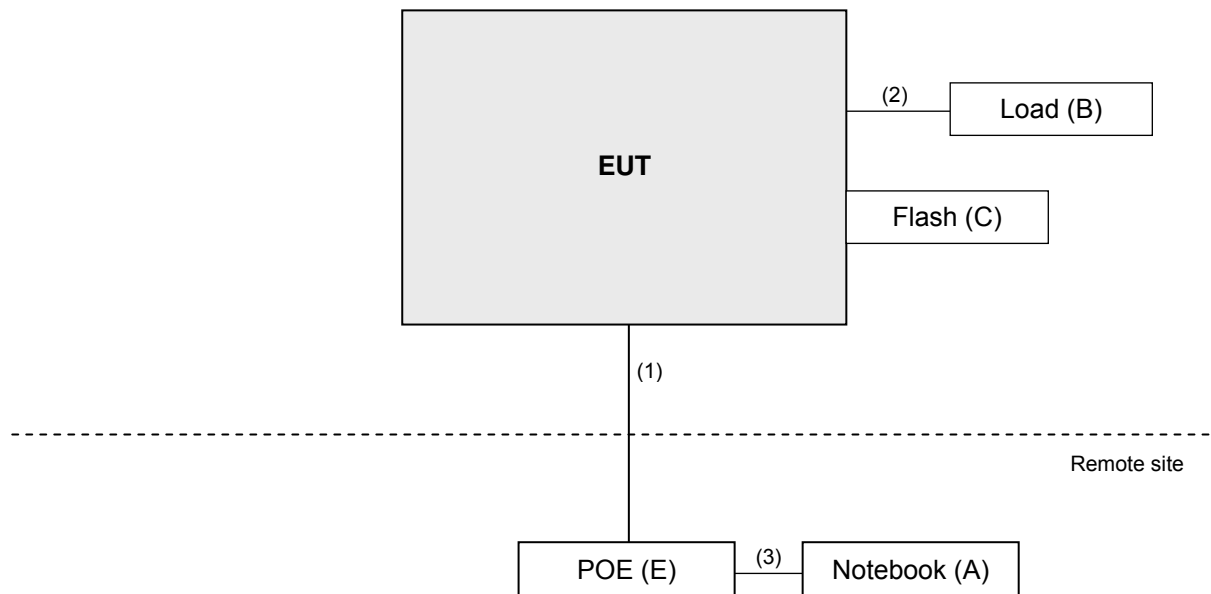 (2)
Load (B)
EUT
Flash (C)
(1)
Remote site
POE (E)
(3)
Notebook (A)